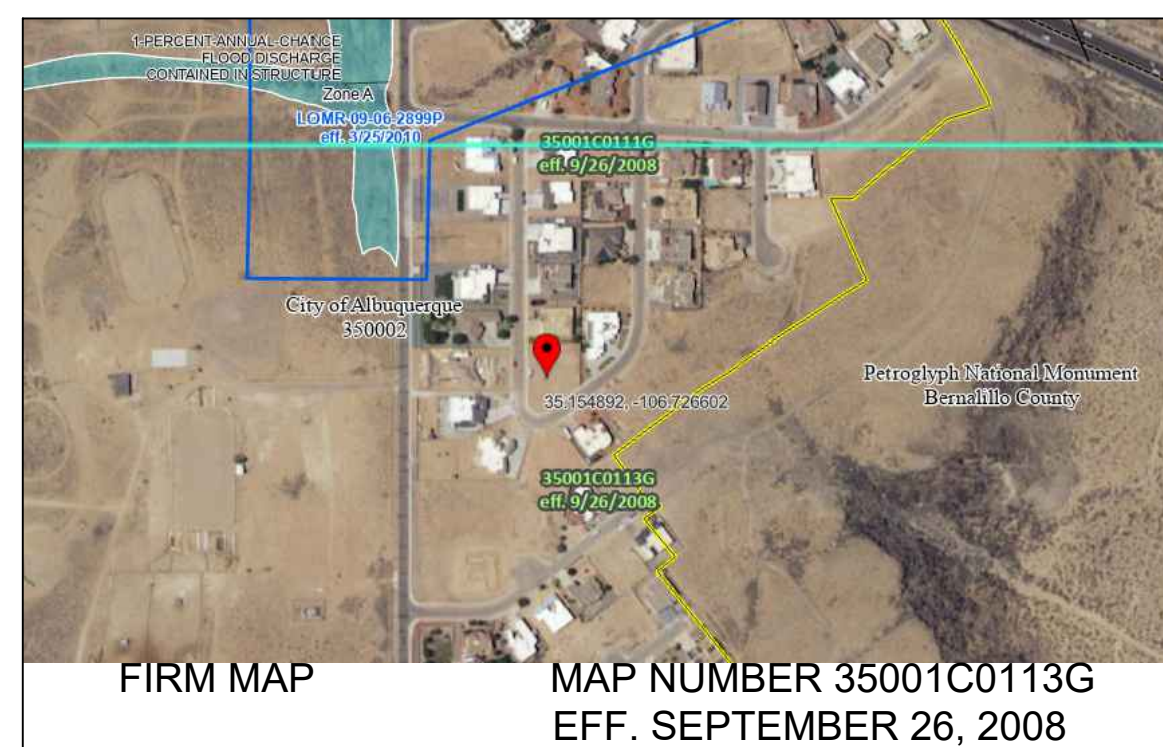 1-PERCENT-ANNUAL-CHANCE
FLOOD DISCHARGE
CONTAINED IN STRUCTURE
Zone A
LOMR 09-06-2899P
eff. 3/25/2010
35001C0111G
eff. 9/26/2008
City of Albuquerque
350002
35.154892, -106.726602
Petroglyph National Monument
Bernalillo County
35001C0113G
eff. 9/26/2008
FIRM MAP
MAP NUMBER 35001C0113G
EFF. SEPTEMBER 26, 2008